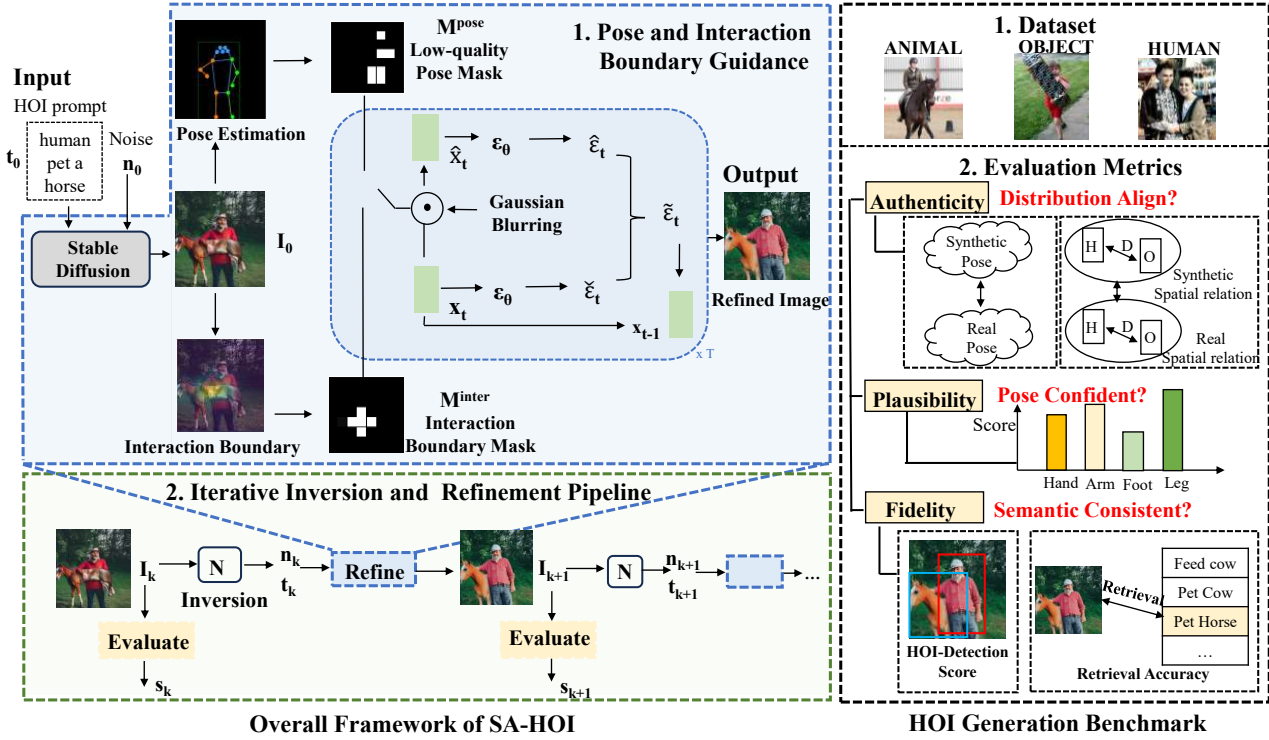 Input
HOI prompt
t₀
human
pet a
horse
Noise
n₀
Stable
Diffusion
I₀
Pose Estimation
Interaction Boundary
Mᵖᵒˢᵉ
Low-quality
Pose Mask
Mⁱⁿᵗᵉʳ
Interaction
Boundary Mask
1. Pose and Interaction
Boundary Guidance
x̂ₜ
ε_θ
ε̂ₜ
Gaussian
Blurring
ε̃ₜ
xₜ
ε_θ
ε̌ₜ
xₜ₋₁
x T
Output
Refined Image
2. Iterative Inversion and Refinement Pipeline
Iₖ
N
Inversion
nₖ
tₖ
Refine
Iₖ₊₁
N
nₖ₊₁
tₖ₊₁
...
Evaluate
sₖ
Evaluate
sₖ₊₁
Overall Framework of SA-HOI
1. Dataset
ANIMAL
OBJECT
HUMAN
2. Evaluation Metrics
Authenticity
Distribution Align?
Synthetic
Pose
Real
Pose
H
D
O
Synthetic
Spatial relation
H
D
O
Real
Spatial relation
Plausibility
Pose Confident?
Score
Hand
Arm
Foot
Leg
Fidelity
Semantic Consistent?
HOI-Detection
Score
Retrieval
Feed cow
Pet Cow
Pet Horse
...
Retrieval Accuracy
HOI Generation Benchmark